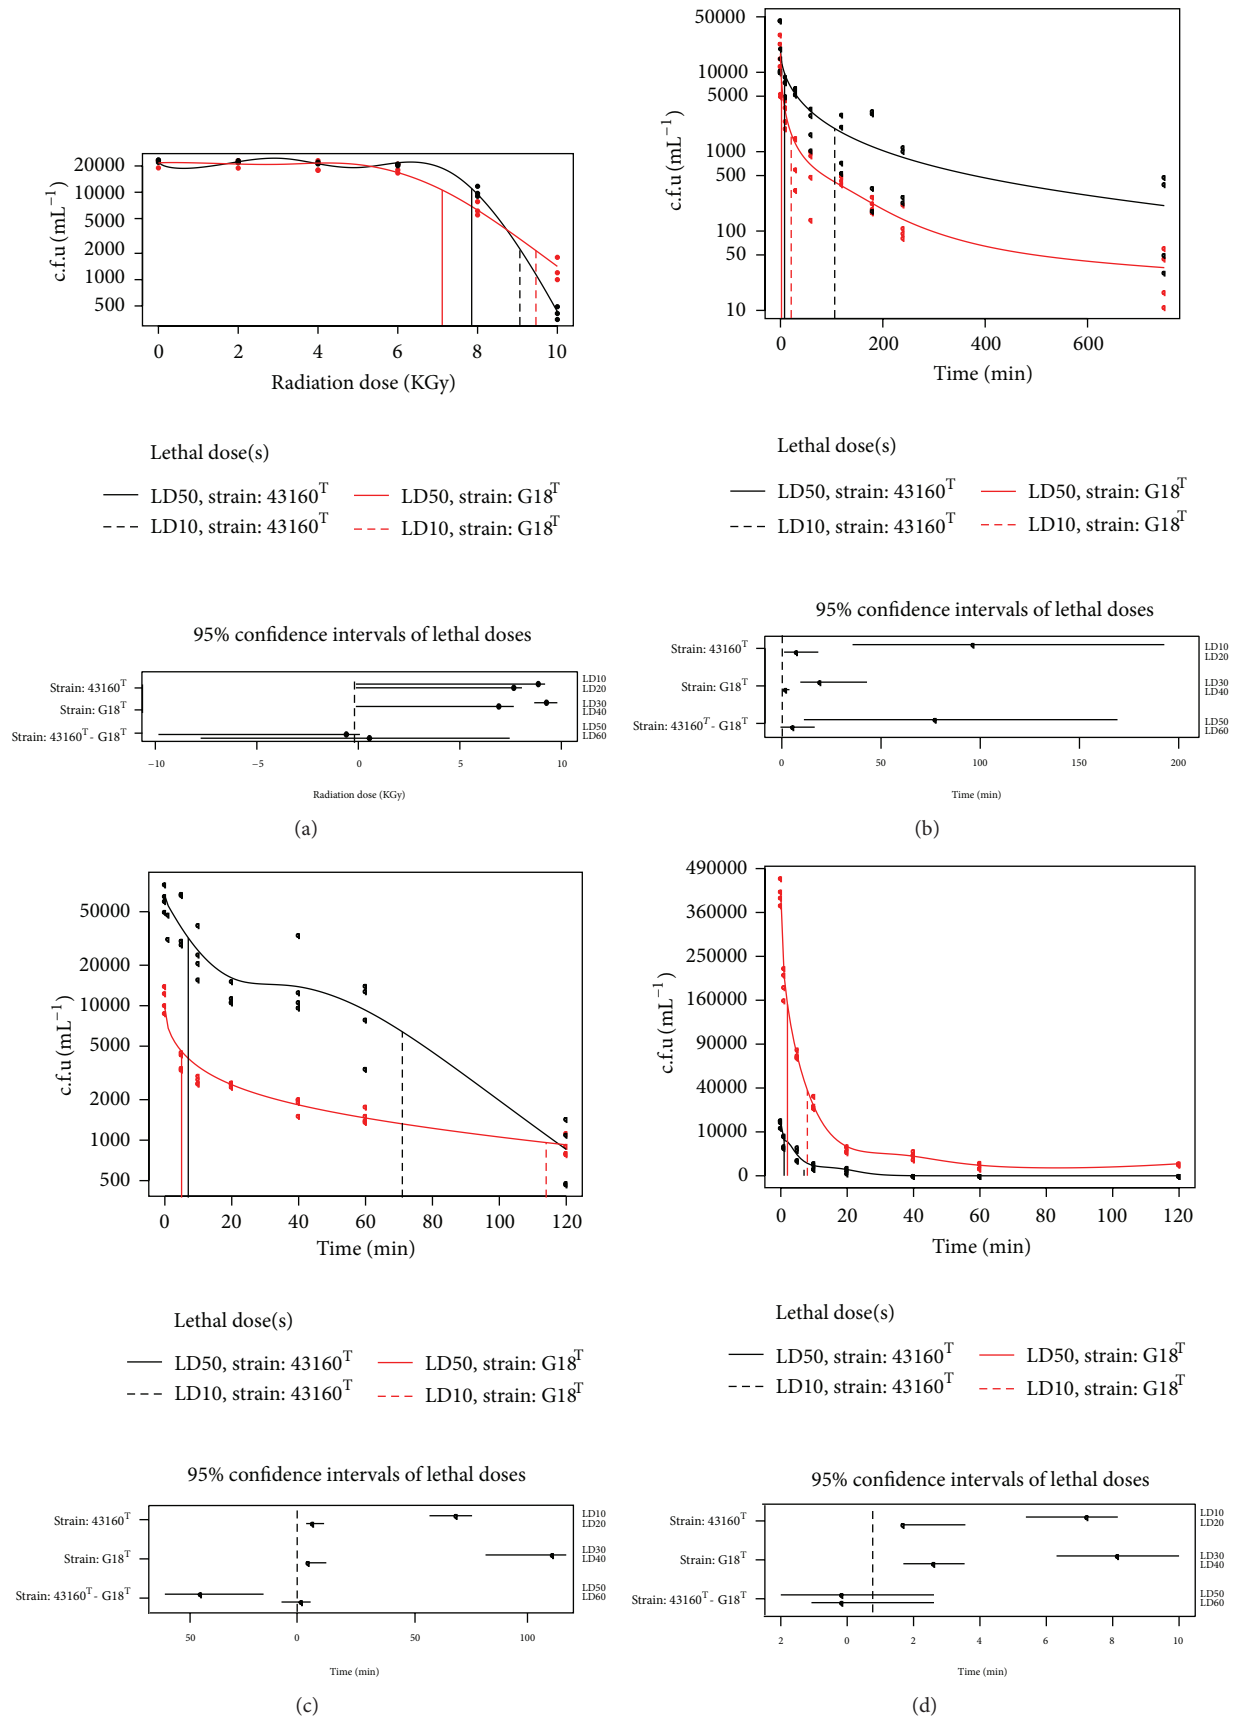 20000
10000
5000
2000
1000
500
c.f.u (mL−1)
0 2 4 6 8 10
Radiation dose (KGy)
Lethal dose(s)
LD50, strain: 43160T LD50, strain: G18T
LD10, strain: 43160T LD10, strain: G18T
95% confidence intervals of lethal doses
Strain: 43160T
Strain: G18T
Strain: 43160T - G18T
LD10
LD20
LD30
LD40
LD50
LD60
−10 −5 0 5 10
Radiation dose (KGy)
(a)
50000
10000
5000
1000
500
100
50
10
c.f.u (mL−1)
0 200 400 600
Time (min)
Lethal dose(s)
LD50, strain: 43160T LD50, strain: G18T
LD10, strain: 43160T LD10, strain: G18T
95% confidence intervals of lethal doses
Strain: 43160T
Strain: G18T
Strain: 43160T - G18T
LD10
LD20
LD30
LD40
LD50
LD60
0 50 100 150 200
Time (min)
(b)
50000
20000
10000
5000
2000
1000
500
c.f.u (mL−1)
0 20 40 60 80 100 120
Time (min)
Lethal dose(s)
LD50, strain: 43160T LD50, strain: G18T
LD10, strain: 43160T LD10, strain: G18T
95% confidence intervals of lethal doses
Strain: 43160T
Strain: G18T
Strain: 43160T - G18T
LD10
LD20
LD30
LD40
LD50
LD60
50 0 50 100
Time (min)
(c)
490000
360000
250000
160000
90000
40000
10000
0
c.f.u (mL−1)
0 20 40 60 80 100 120
Time (min)
Lethal dose(s)
LD50, strain: 43160T LD50, strain: G18T
LD10, strain: 43160T LD10, strain: G18T
95% confidence intervals of lethal doses
Strain: 43160T
Strain: G18T
Strain: 43160T - G18T
LD10
LD20
LD30
LD40
LD50
LD60
2 0 2 4 6 8 10
Time (min)
(d)